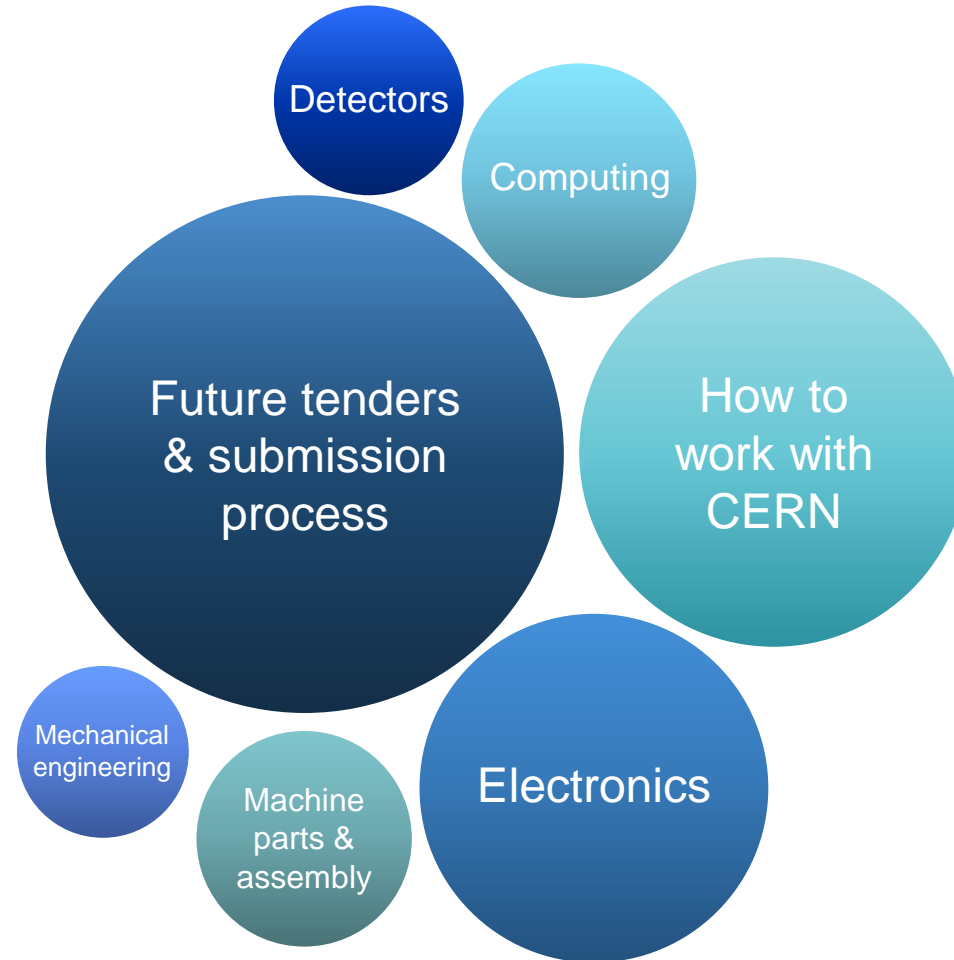 Detectors
Computing
Future tenders
& submission
process
How to
work with
CERN
Mechanical
engineering
Machine
parts &
assembly
Electronics